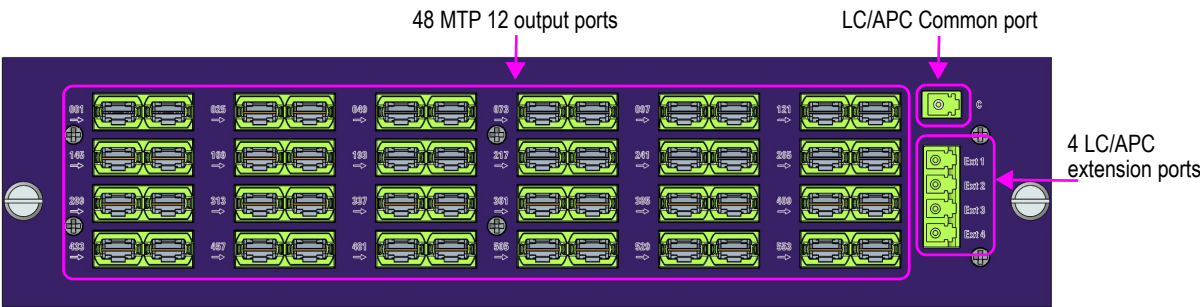 48 MTP 12 output ports
LC/APC Common port
001 025 049 073 097 121
C
145 169 193 217 241 265
Ext 1
4 LC/APC
extension ports
Ext 2
289 313 337 361 385 409
Ext 3
Ext 4
433 457 481 505 529 553